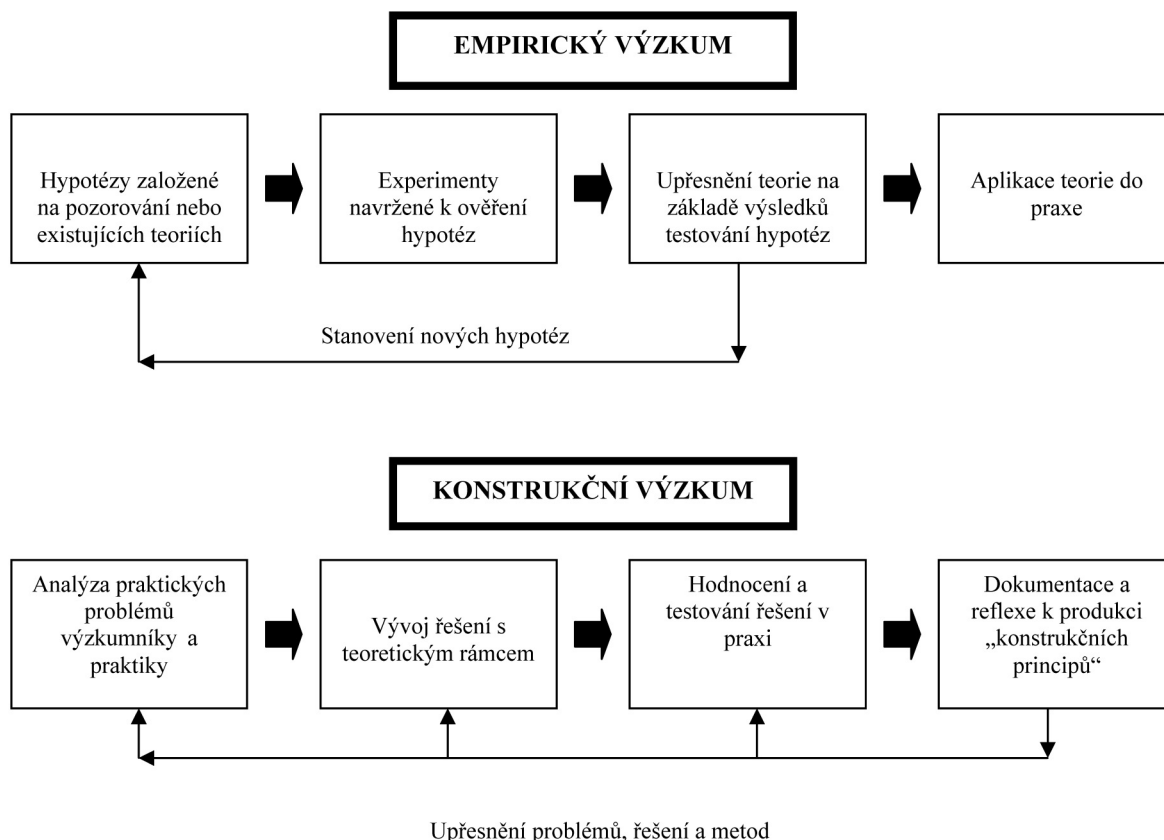 EMPIRICKÝ VÝZKUM
Hypotézy založené
na pozorování nebo
existujících teoriích
Experimenty
navržené k ověření
hypotéz
Upřesnění teorie na
základě výsledků
testování hypotéz
Aplikace teorie do
praxe
Stanovení nových hypotéz
KONSTRUKČNÍ VÝZKUM
Analýza praktických
problémů
výzkumníky a
praktiky
Vývoj řešení s
teoretickým rámcem
Hodnocení a
testování řešení v
praxi
Dokumentace a
reflexe k produkci
„konstrukčních
principů“
Upřesnění problémů, řešení a metod